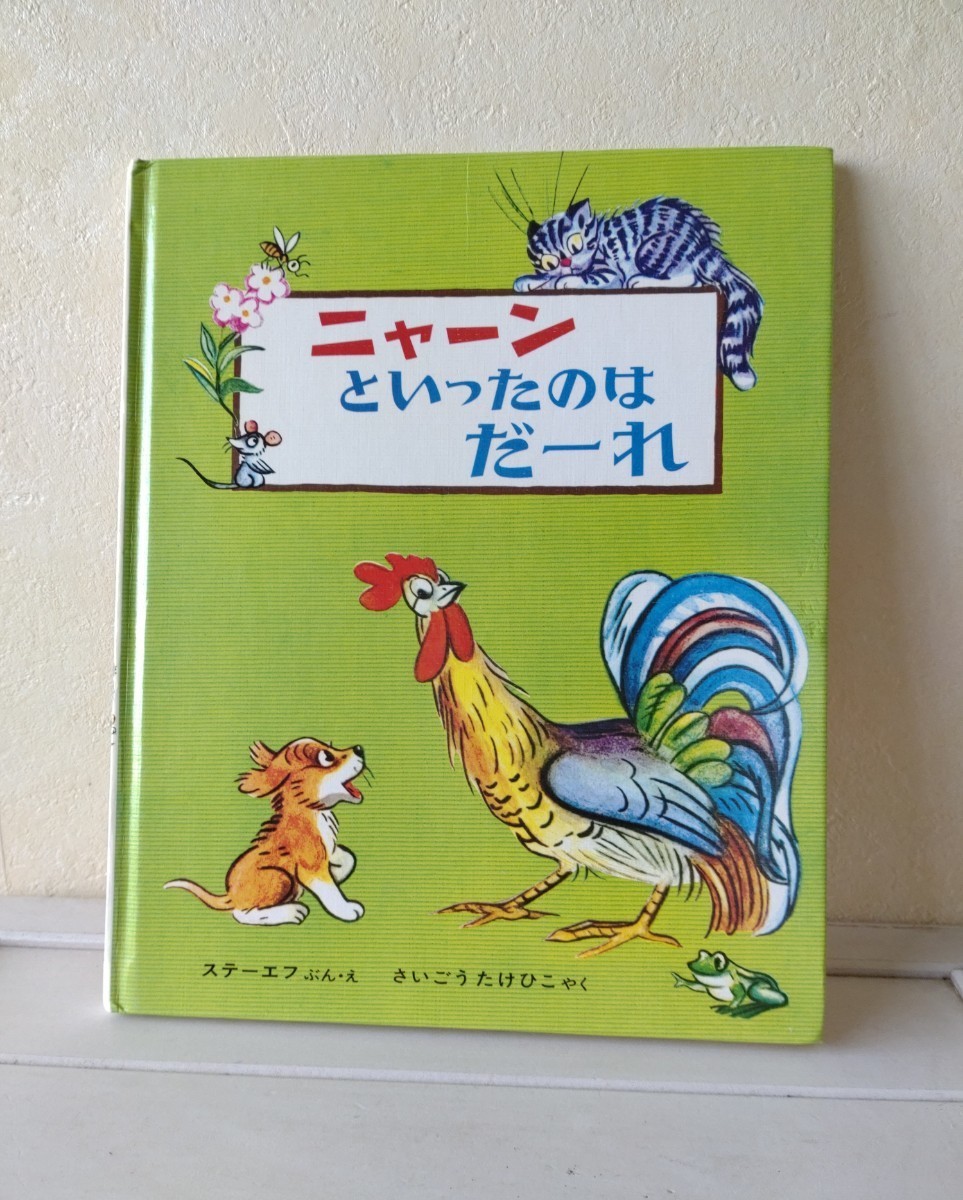 ニャーン
といったのは
だーれ
ステーエフ ぶん・え　さいごうたけひこ やく